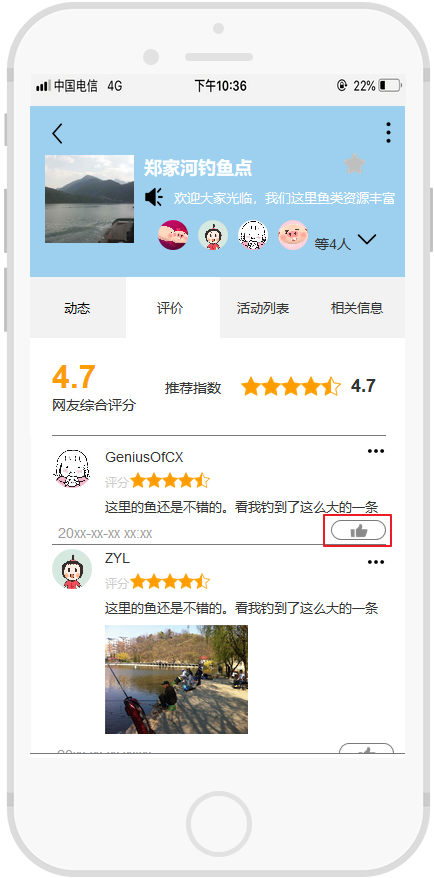 中国电信 4G 下午10:36 22%
郑家河钓鱼点
欢迎大家光临，我们这里鱼类资源丰富
等4人
动态 评价 活动列表 相关信息
4.7 推荐指数 4.7
网友综合评分
GeniusOfCX
评分
这里的鱼还是不错的。看我钓到了这么大的一条
20xx-xx-xx xx:xx
ZYL
评分
这里的鱼还是不错的。看我钓到了这么大的一条